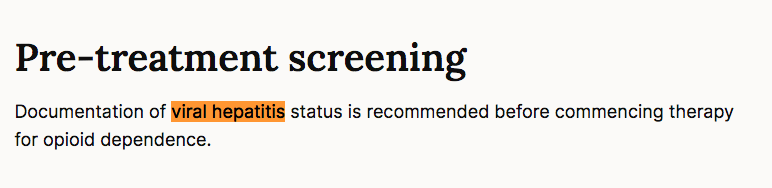 Pre-treatment screening
Documentation of viral hepatitis status is recommended before commencing therapy
for opioid dependence.